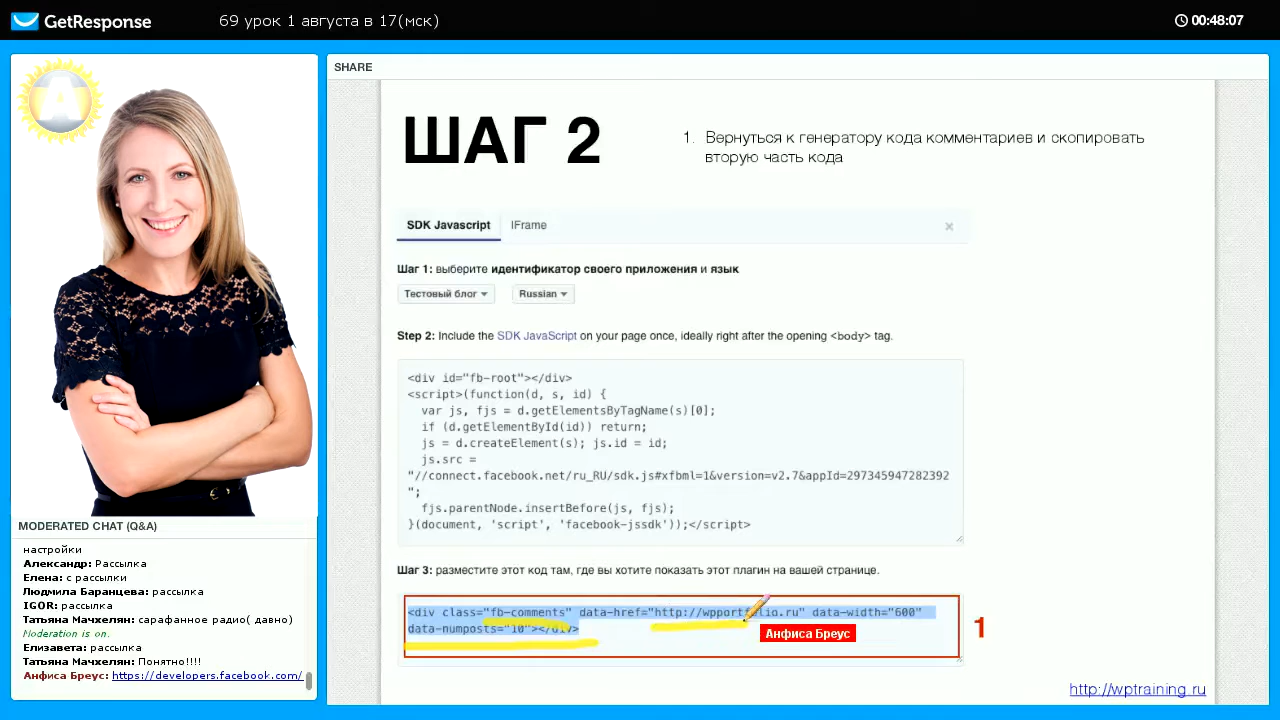 GetResponse
69 урок 1 августа в 17(мск)
00:48:07
A
MODERATED CHAT (Q&A)
настройки
Александр: Рассылка
Елена: с рассылки
Людмила Баранцева: рассылка
IGOR: рассылка
Татьяна Мачхелян: сарафанное радио( давно)
Moderation is on.
Елизавета: рассылка
Татьяна Мачхелян: Понятно!!!!
Анфиса Бреус: https://developers.facebook.com/
SHARE
ШАГ 2
1. Вернуться к генератору кода комментариев и скопировать
вторую часть кода
SDK Javascript IFrame ×
Шаг 1: выберите идентификатор своего приложения и язык
Тестовый блог Russian
Step 2: Include the SDK JavaScript on your page once, ideally right after the opening <body> tag.
<div id="fb-root"></div>
<script>(function(d, s, id) {
var js, fjs = d.getElementsByTagName(s)[0];
if (d.getElementById(id)) return;
js = d.createElement(s); js.id = id;
js.src =
"//connect.facebook.net/ru_RU/sdk.js#xfbml=1&version=v2.7&appId=297345947282392
";
fjs.parentNode.insertBefore(js, fjs);
}(document, 'script', 'facebook-jssdk'));</script>
Шаг 3: разместите этот код там, где вы хотите показать этот плагин на вашей странице.
<div class="fb-comments" data-href="http://wpportfolio.ru" data-width="600"
data-numposts="10"></div>
Анфиса Бреус
1
http://wptraining.ru